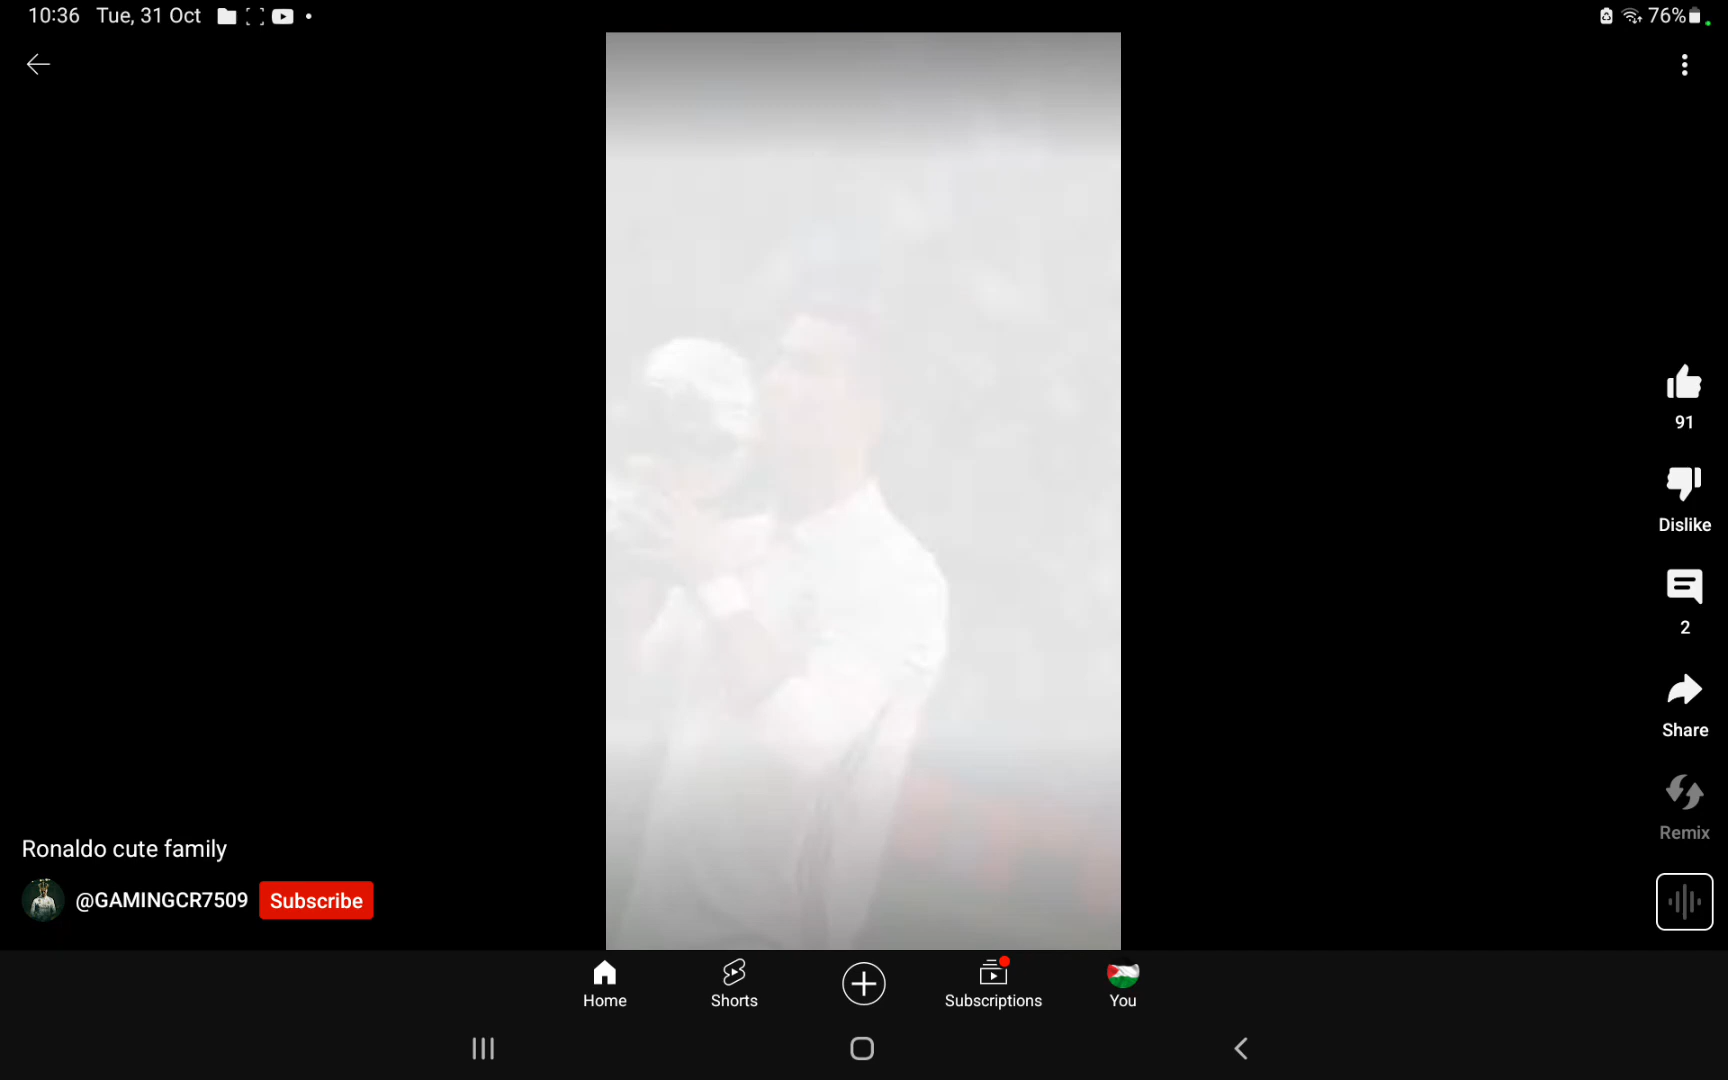 10:36 Tue, 31 Oct
76%
91
Dislike
2
Share
Remix
Ronaldo cute family
@GAMINGCR7509 Subscribe
Home Shorts Subscriptions You